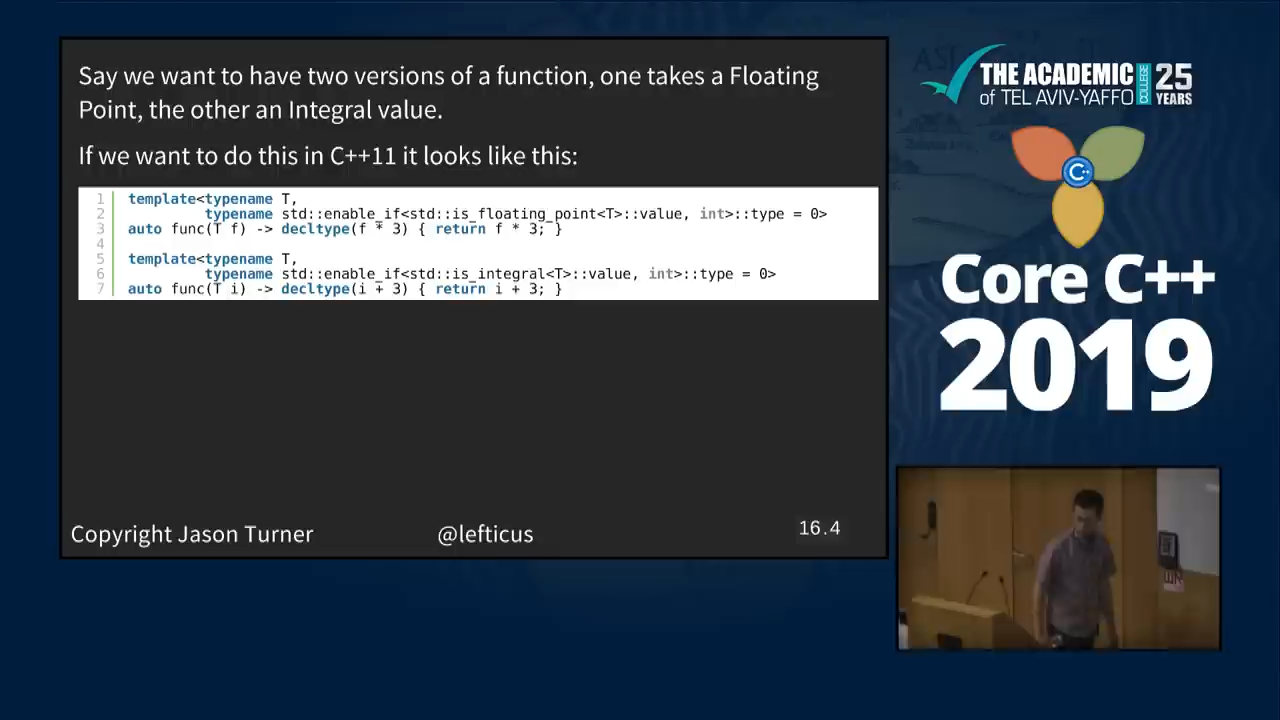 Say we want to have two versions of a function, one takes a Floating
Point, the other an Integral value.
If we want to do this in C++11 it looks like this:
1 template<typename T,
2 typename std::enable_if<std::is_floating_point<T>::value, int>::type = 0>
3 auto func(T f) -> decltype(f * 3) { return f * 3; }
4
5 template<typename T,
6 typename std::enable_if<std::is_integral<T>::value, int>::type = 0>
7 auto func(T i) -> decltype(i + 3) { return i + 3; }
Copyright Jason Turner
@lefticus
16.4
THE ACADEMIC
of TEL AVIV-YAFFO
COLLEGE
25
YEARS
C++
Core C++
2019